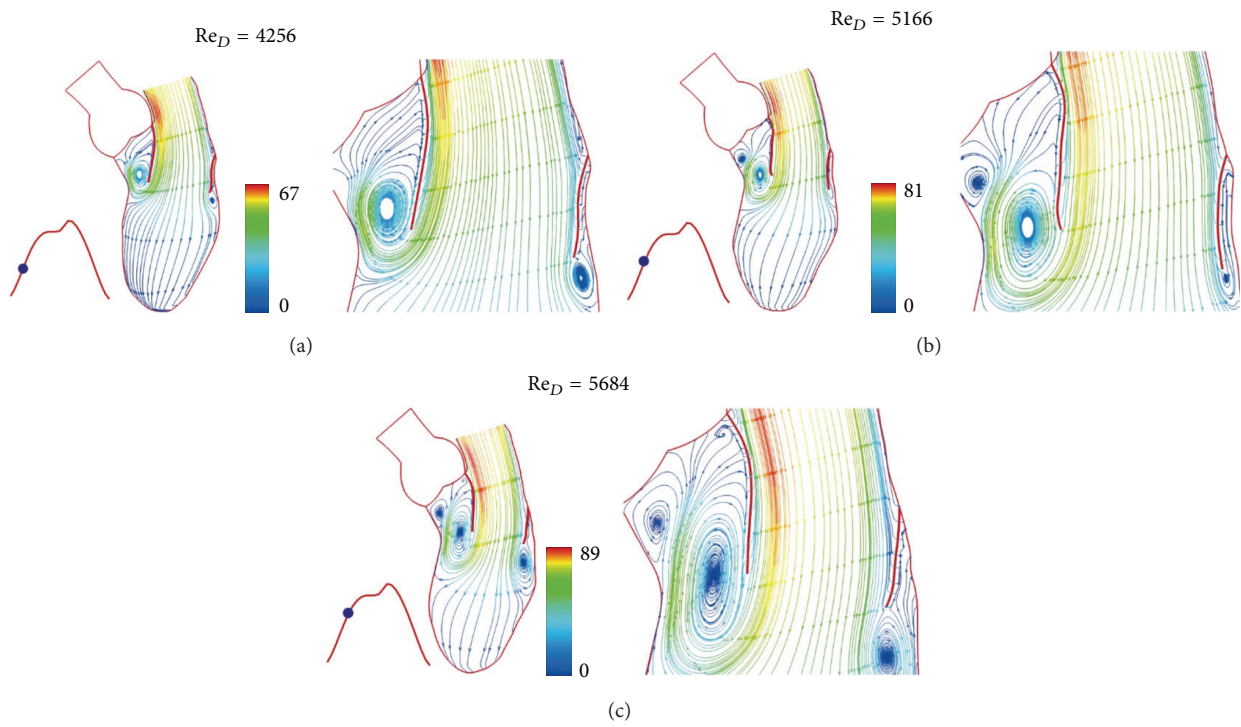 Re_D = 4256
67
0
(a)
Re_D = 5166
81
0
(b)
Re_D = 5684
89
0
(c)